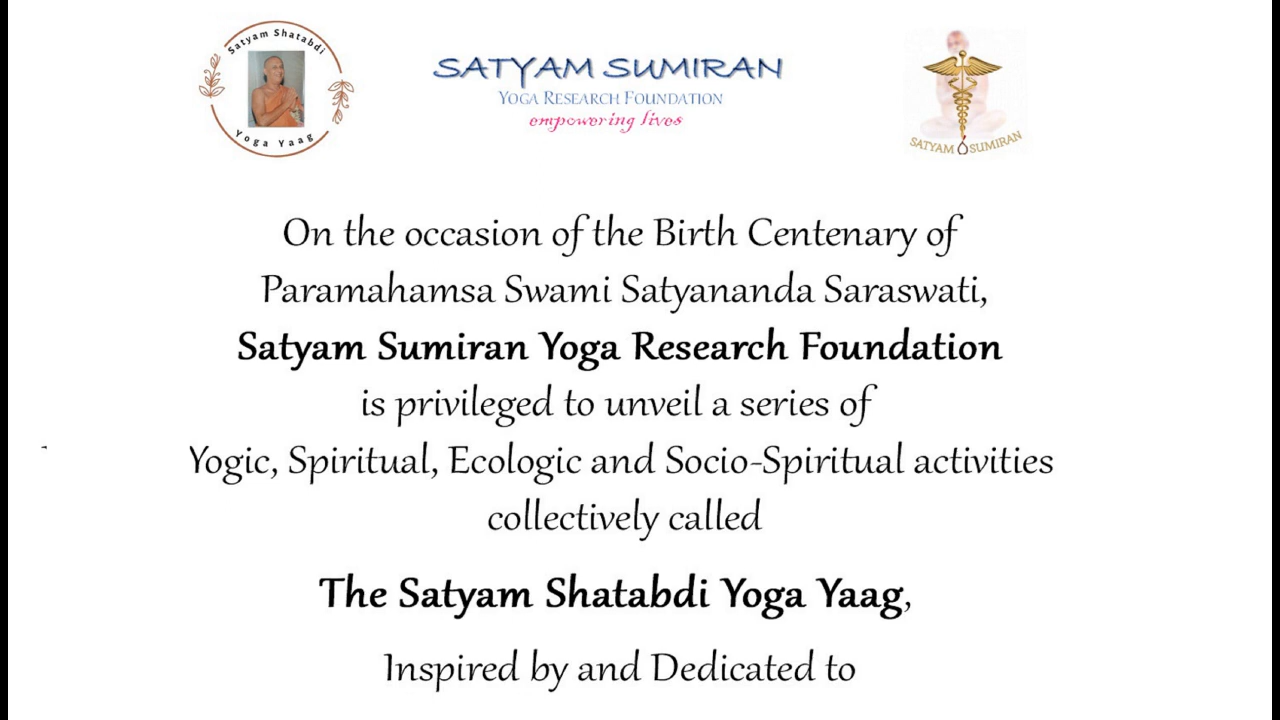 Satyam Shatabdi
Yoga Yaag
SATYAM SUMIRAN
YOGA RESEARCH FOUNDATION
empowering lives
SATYAM SUMIRAN
On the occasion of the Birth Centenary of
Paramahamsa Swami Satyananda Saraswati,
Satyam Sumiran Yoga Research Foundation
is privileged to unveil a series of
Yogic, Spiritual, Ecologic and Socio-Spiritual activities
collectively called
The Satyam Shatabdi Yoga Yaag,
Inspired by and Dedicated to